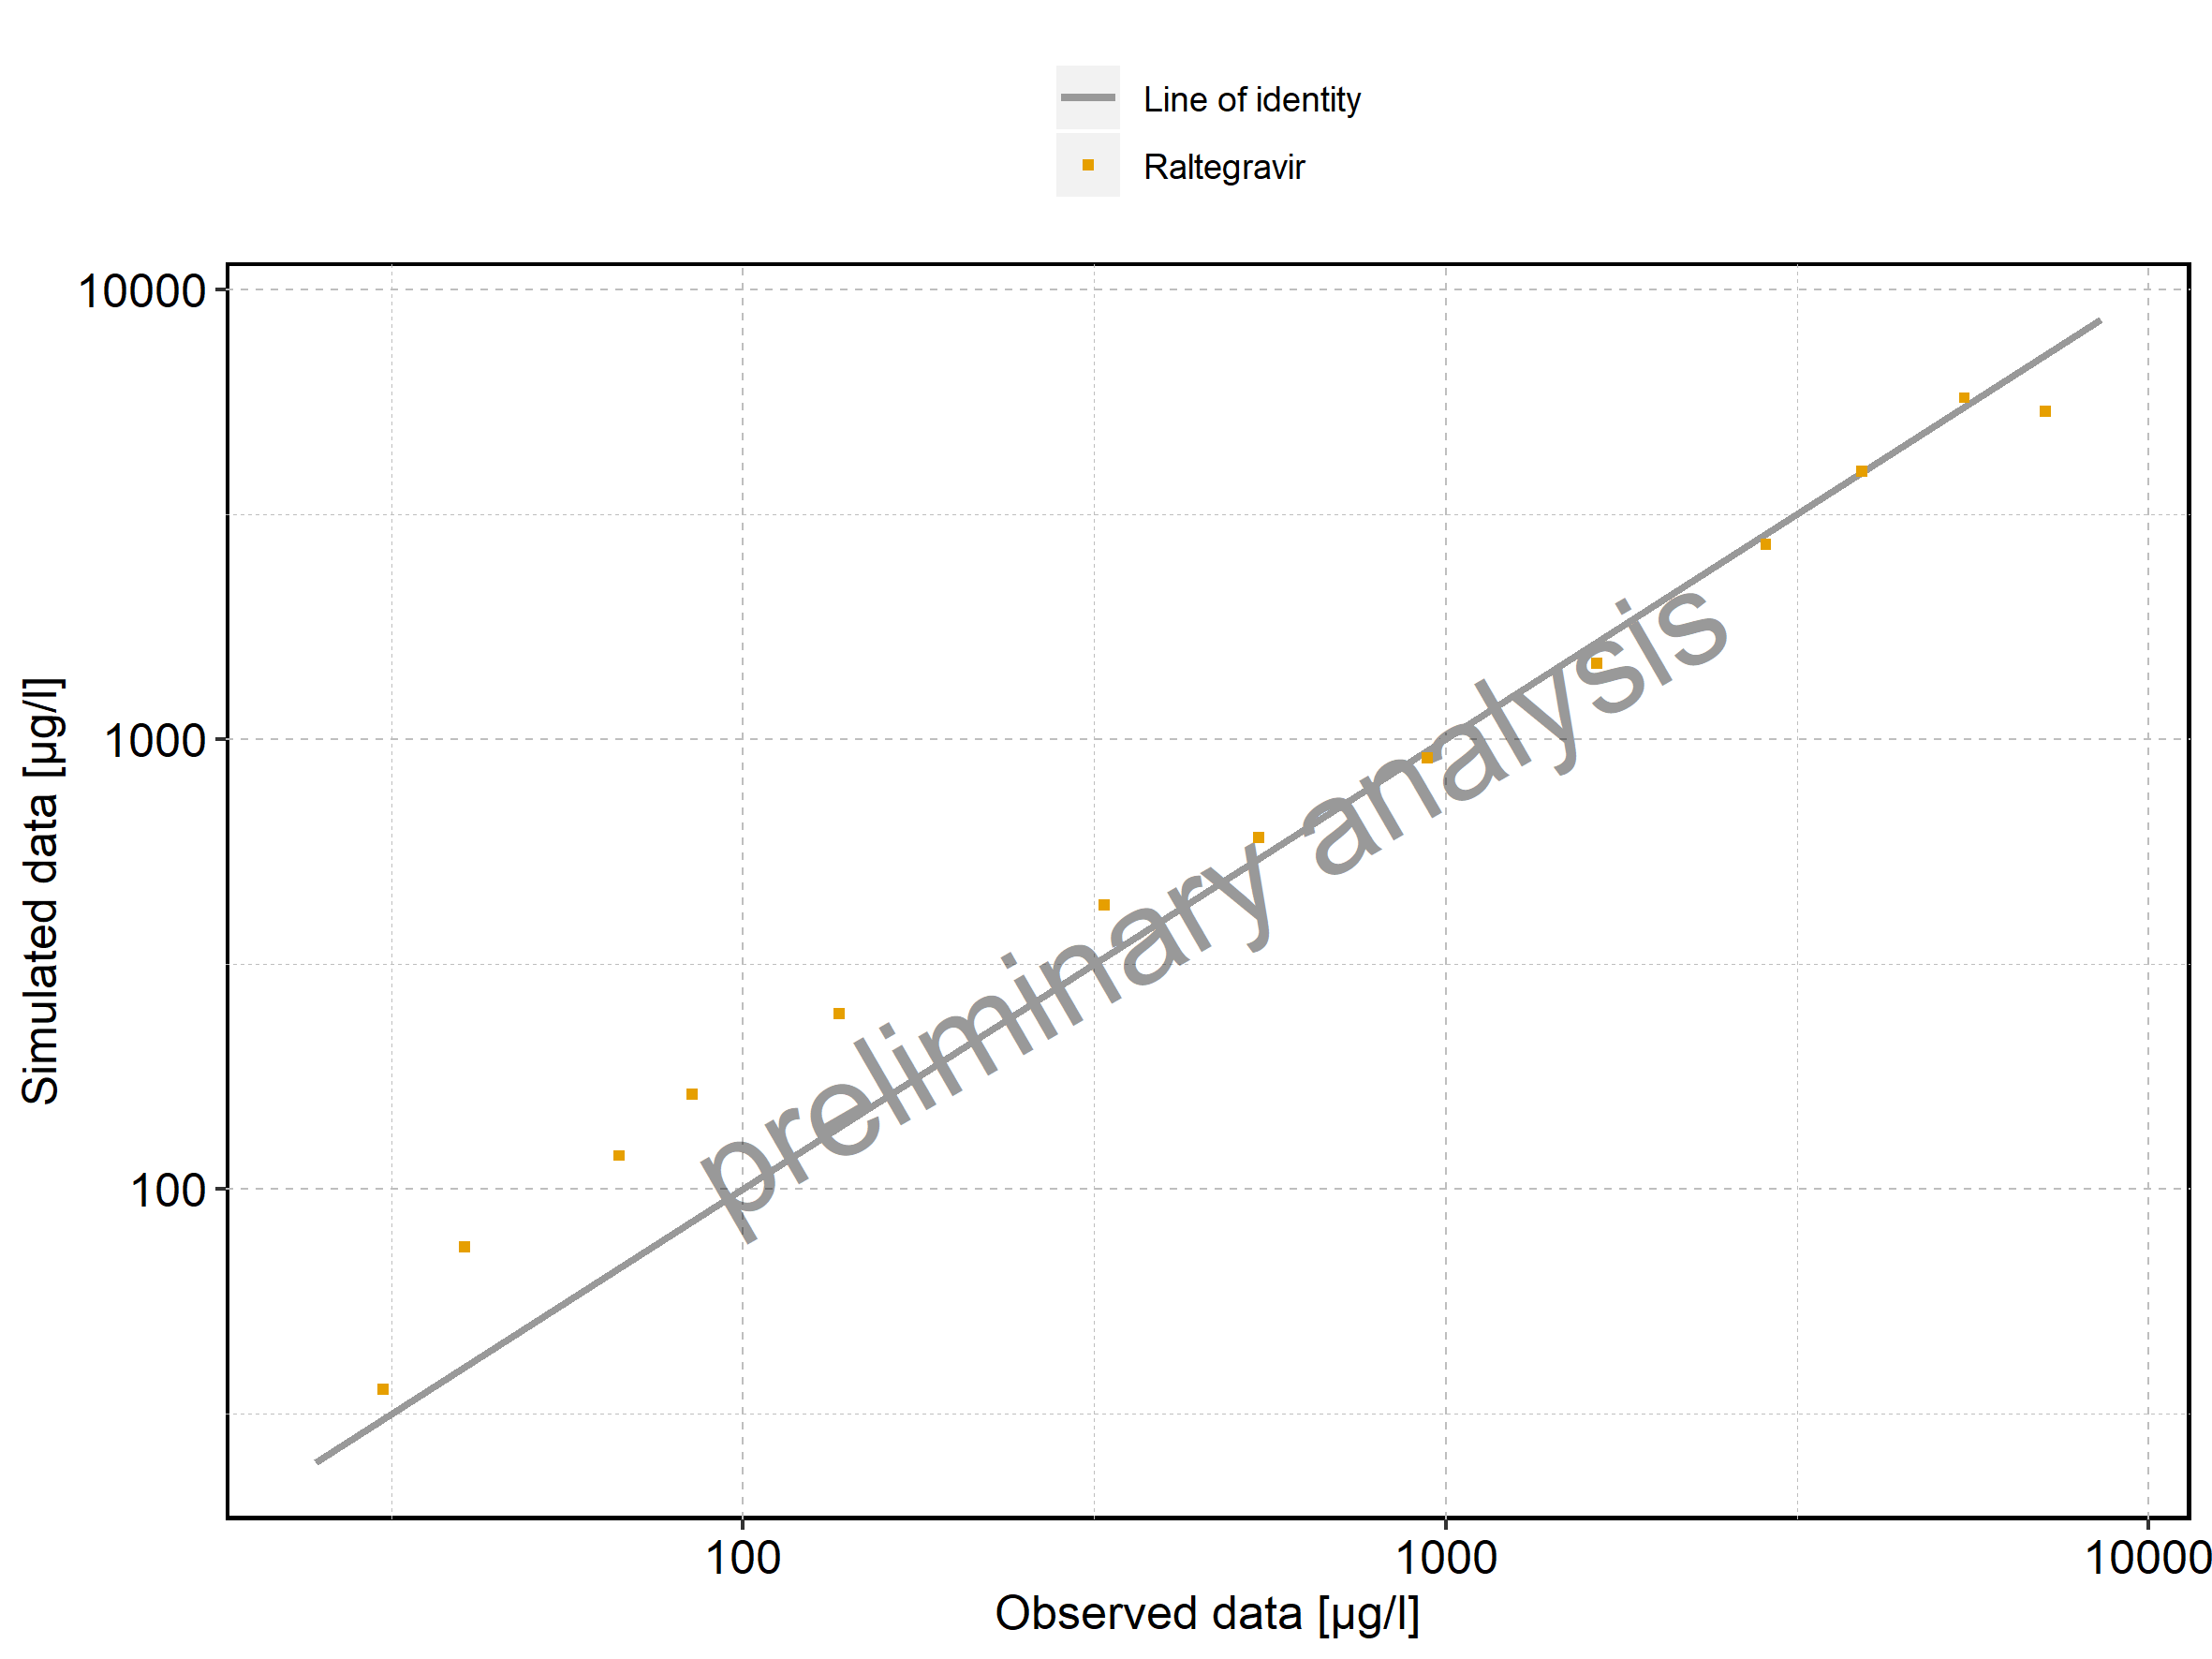 Line of identity
Raltegravir
10000
1000
100
Simulated data [µg/l]
preliminary analysis
100
1000
10000
Observed data [µg/l]